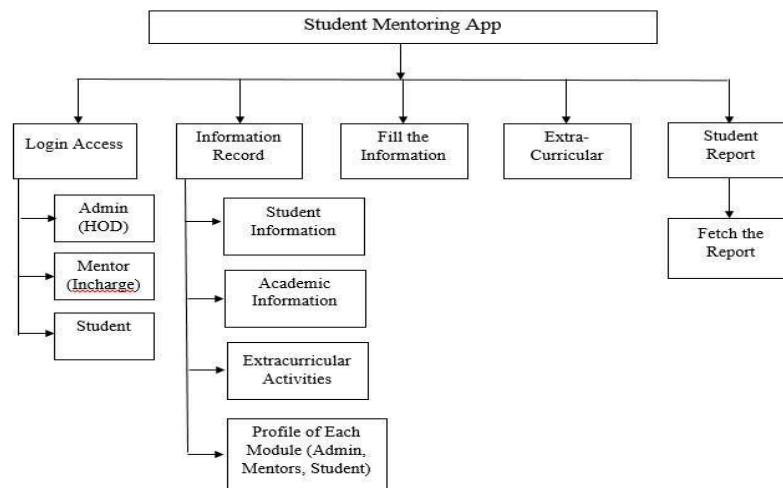 Student Mentoring App
Login Access
Information
Record
Fill the
Information
Extra-
Curricular
Student
Report
Admin
(HOD)
Mentor
(Incharge)
Student
Student
Information
Academic
Information
Extracurricular
Activities
Profile of Each
Module (Admin,
Mentors, Student)
Fetch the
Report